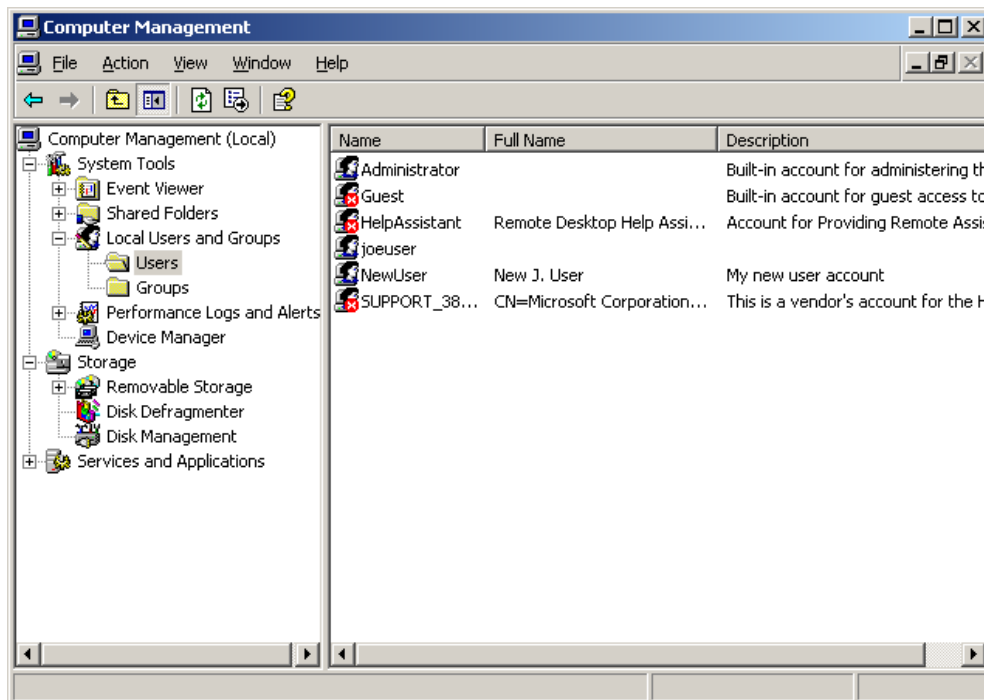 Computer Management
File Action View Window Help
Computer Management (Local)
System Tools
Event Viewer
Shared Folders
Local Users and Groups
Users
Groups
Performance Logs and Alerts
Device Manager
Storage
Removable Storage
Disk Defragmenter
Disk Management
Services and Applications
Name Full Name Description
Administrator Built-in account for administering th
Guest Built-in account for guest access to
HelpAssistant Remote Desktop Help Assi... Account for Providing Remote Assi
joeuser
NewUser New J. User My new user account
SUPPORT_38... CN=Microsoft Corporation... This is a vendor's account for the H